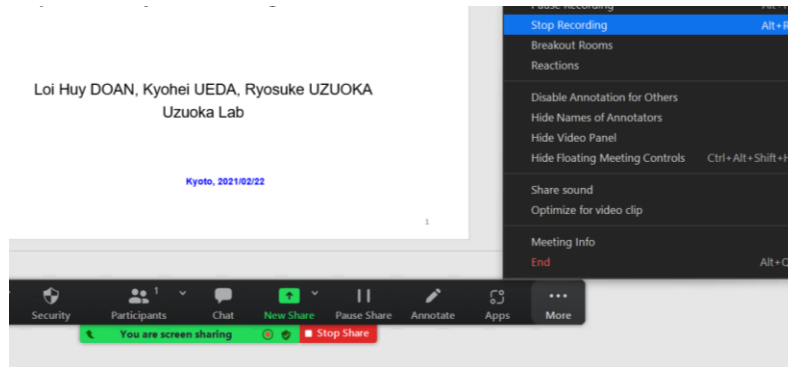 Stop Recording Alt+R
Breakout Rooms
Reactions
Loi Huy DOAN, Kyohei UEDA, Ryosuke UZUOKA
Uzuoka Lab
Kyoto, 2021/02/22
1
Disable Annotation for Others
Hide Names of Annotators
Hide Video Panel
Hide Floating Meeting Controls Ctrl+Alt+Shift+H
Share sound
Optimize for video clip
Meeting Info
End Alt+Q
Security
Participants 1
Chat
New Share
Pause Share
Annotate
Apps
More
You are screen sharing
Stop Share